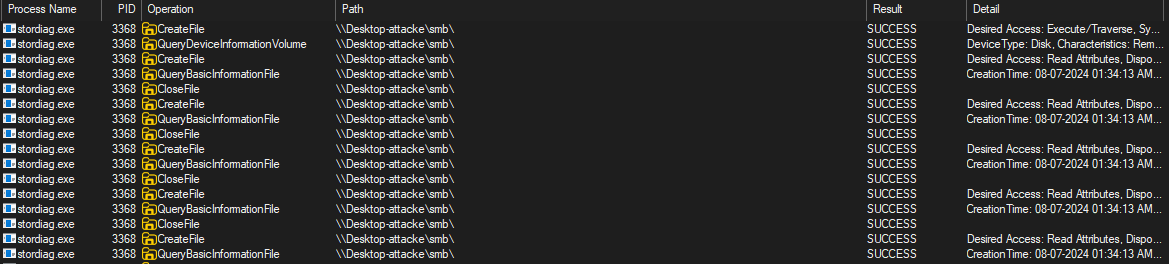 Process Name PID Operation Path Result Detail
stordiag.exe 3368 CreateFile \\Desktop-attacke\smb\ SUCCESS Desired Access: Execute/Traverse, Sy...
stordiag.exe 3368 QueryDeviceInformationVolume \\Desktop-attacke\smb\ SUCCESS DeviceType: Disk, Characteristics: Rem...
stordiag.exe 3368 CreateFile \\Desktop-attacke\smb\ SUCCESS Desired Access: Read Attributes, Dispo...
stordiag.exe 3368 QueryBasicInformationFile \\Desktop-attacke\smb\ SUCCESS CreationTime: 08-07-2024 01:34:13 AM...
stordiag.exe 3368 CloseFile \\Desktop-attacke\smb\ SUCCESS
stordiag.exe 3368 CreateFile \\Desktop-attacke\smb\ SUCCESS Desired Access: Read Attributes, Dispo...
stordiag.exe 3368 QueryBasicInformationFile \\Desktop-attacke\smb\ SUCCESS CreationTime: 08-07-2024 01:34:13 AM...
stordiag.exe 3368 CloseFile \\Desktop-attacke\smb\ SUCCESS
stordiag.exe 3368 CreateFile \\Desktop-attacke\smb\ SUCCESS Desired Access: Read Attributes, Dispo...
stordiag.exe 3368 QueryBasicInformationFile \\Desktop-attacke\smb\ SUCCESS CreationTime: 08-07-2024 01:34:13 AM...
stordiag.exe 3368 CloseFile \\Desktop-attacke\smb\ SUCCESS
stordiag.exe 3368 CreateFile \\Desktop-attacke\smb\ SUCCESS Desired Access: Read Attributes, Dispo...
stordiag.exe 3368 QueryBasicInformationFile \\Desktop-attacke\smb\ SUCCESS CreationTime: 08-07-2024 01:34:13 AM...
stordiag.exe 3368 CloseFile \\Desktop-attacke\smb\ SUCCESS
stordiag.exe 3368 CreateFile \\Desktop-attacke\smb\ SUCCESS Desired Access: Read Attributes, Dispo...
stordiag.exe 3368 QueryBasicInformationFile \\Desktop-attacke\smb\ SUCCESS CreationTime: 08-07-2024 01:34:13 AM...